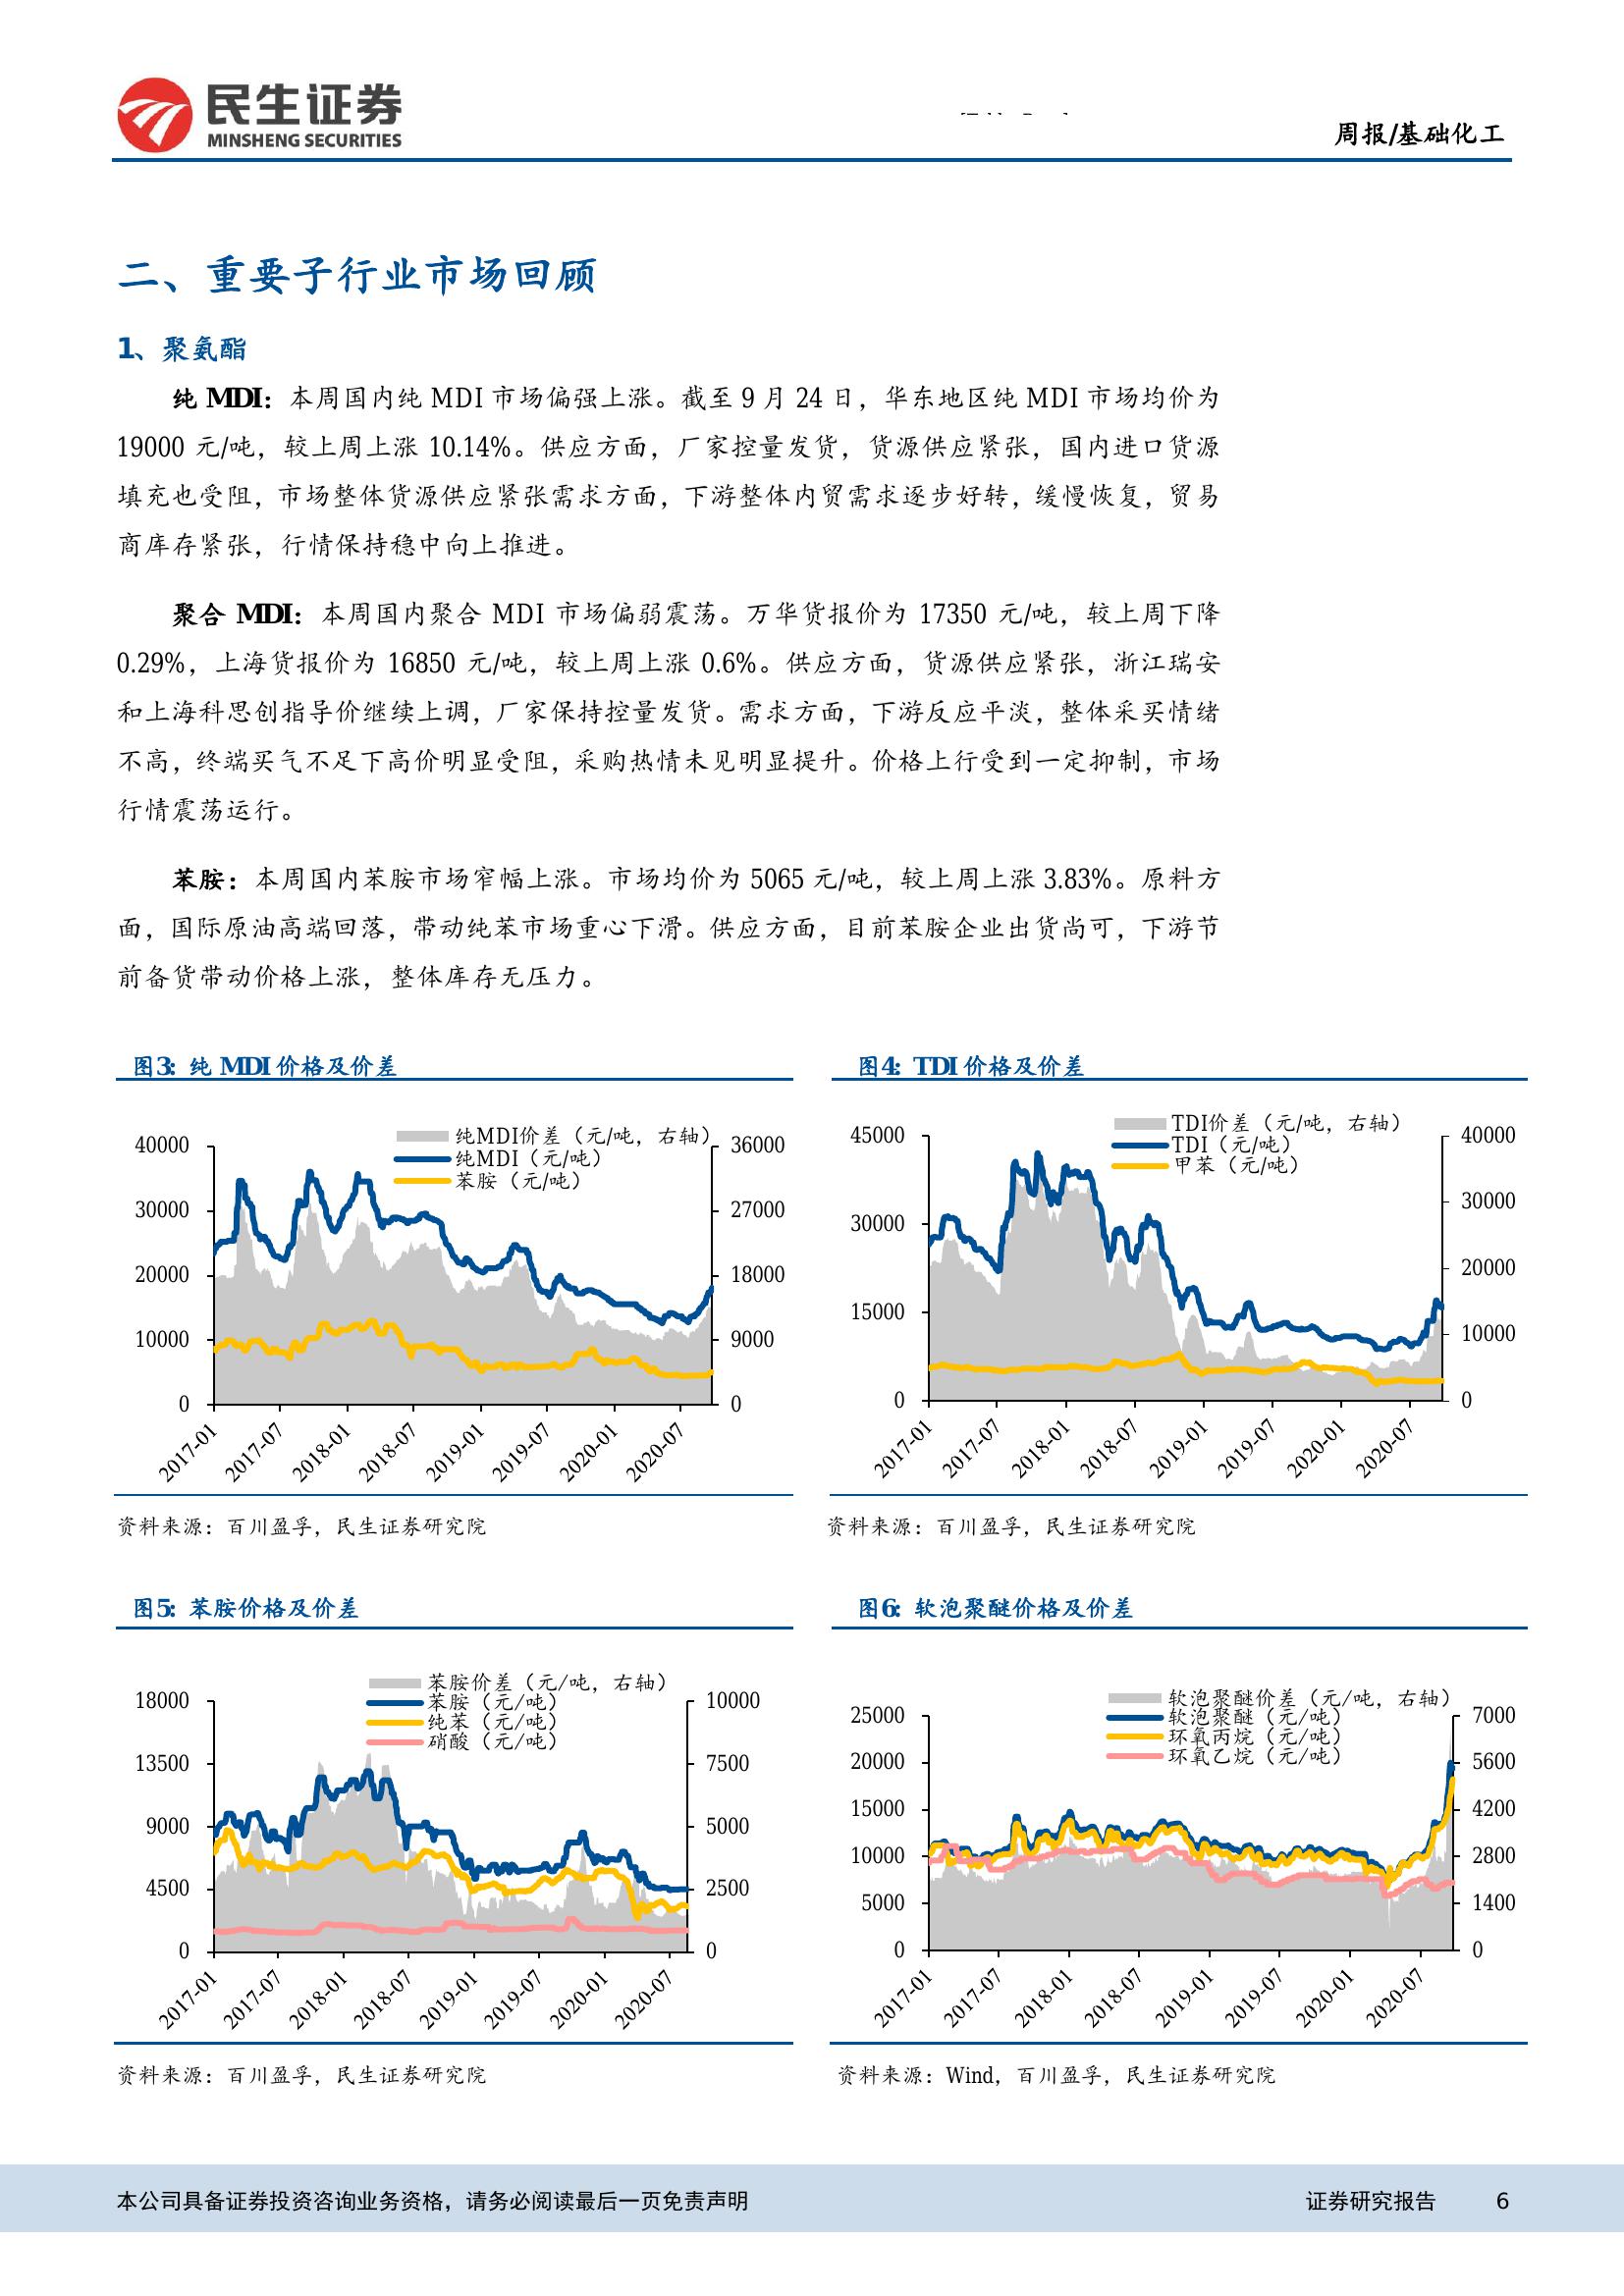 民生证券
MINSHENG SECURITIES
周报/基础化工
二、重要子行业市场回顾
1、聚氨酯
纯 MDI：本周国内纯 MDI 市场偏强上涨。截至 9 月 24 日，华东地区纯 MDI 市场均价为
19000 元/吨，较上周上涨 10.14%。供应方面，厂家控量发货，货源供应紧张，国内进口货源
填充也受阻，市场整体货源供应紧张需求方面，下游整体内贸需求逐步好转，缓慢恢复，贸易
商库存紧张，行情保持稳中向上推进。
聚合 MDI：本周国内聚合 MDI 市场偏弱震荡。万华货报价为 17350 元/吨，较上周下降
0.29%，上海货报价为 16850 元/吨，较上周上涨 0.6%。供应方面，货源供应紧张，浙江瑞安
和上海科思创指导价继续上调，厂家保持控量发货。需求方面，下游反应平淡，整体采买情绪
不高，终端买气不足下高价明显受阻，采购热情未见明显提升。价格上行受到一定抑制，市场
行情震荡运行。
苯胺：本周国内苯胺市场窄幅上涨。市场均价为 5065 元/吨，较上周上涨 3.83%。原料方
面，国际原油高端回落，带动纯苯市场重心下滑。供应方面，目前苯胺企业出货尚可，下游节
前备货带动价格上涨，整体库存无压力。
图3: 纯 MDI 价格及价差
纯MDI价差（元/吨，右轴）
纯MDI（元/吨）
苯胺（元/吨）
40000
30000
20000
10000
0
36000
27000
18000
9000
0
2017-01
2017-07
2018-01
2018-07
2019-01
2019-07
2020-01
2020-07
资料来源：百川盈孚，民生证券研究院
图4: TDI 价格及价差
TDI价差（元/吨，右轴）
TDI（元/吨）
甲苯（元/吨）
45000
30000
15000
0
40000
30000
20000
10000
0
2017-01
2017-07
2018-01
2018-07
2019-01
2019-07
2020-01
2020-07
资料来源：百川盈孚，民生证券研究院
图5: 苯胺价格及价差
苯胺价差（元/吨，右轴）
苯胺（元/吨）
纯苯（元/吨）
硝酸（元/吨）
18000
13500
9000
4500
0
10000
7500
5000
2500
0
2017-01
2017-07
2018-01
2018-07
2019-01
2019-07
2020-01
2020-07
资料来源：百川盈孚，民生证券研究院
图6: 软泡聚醚价格及价差
软泡聚醚价差（元/吨，右轴）
软泡聚醚（元/吨）
环氧丙烷（元/吨）
环氧乙烷（元/吨）
25000
20000
15000
10000
5000
0
7000
5600
4200
2800
1400
0
2017-01
2017-07
2018-01
2018-07
2019-01
2019-07
2020-01
2020-07
资料来源：Wind，百川盈孚，民生证券研究院
本公司具备证券投资咨询业务资格，请务必阅读最后一页免责声明
证券研究报告 6